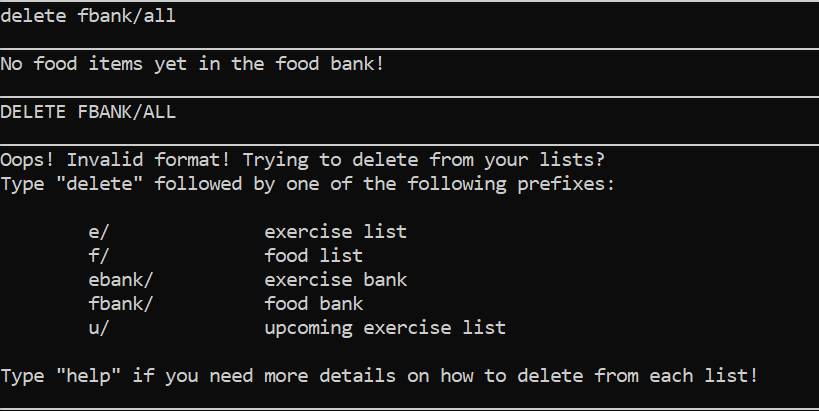 delete fbank/all
No food items yet in the food bank!
DELETE FBANK/ALL
Oops! Invalid format! Trying to delete from your lists?
Type "delete" followed by one of the following prefixes:
e/ exercise list
f/ food list
ebank/ exercise bank
fbank/ food bank
u/ upcoming exercise list
Type "help" if you need more details on how to delete from each list!